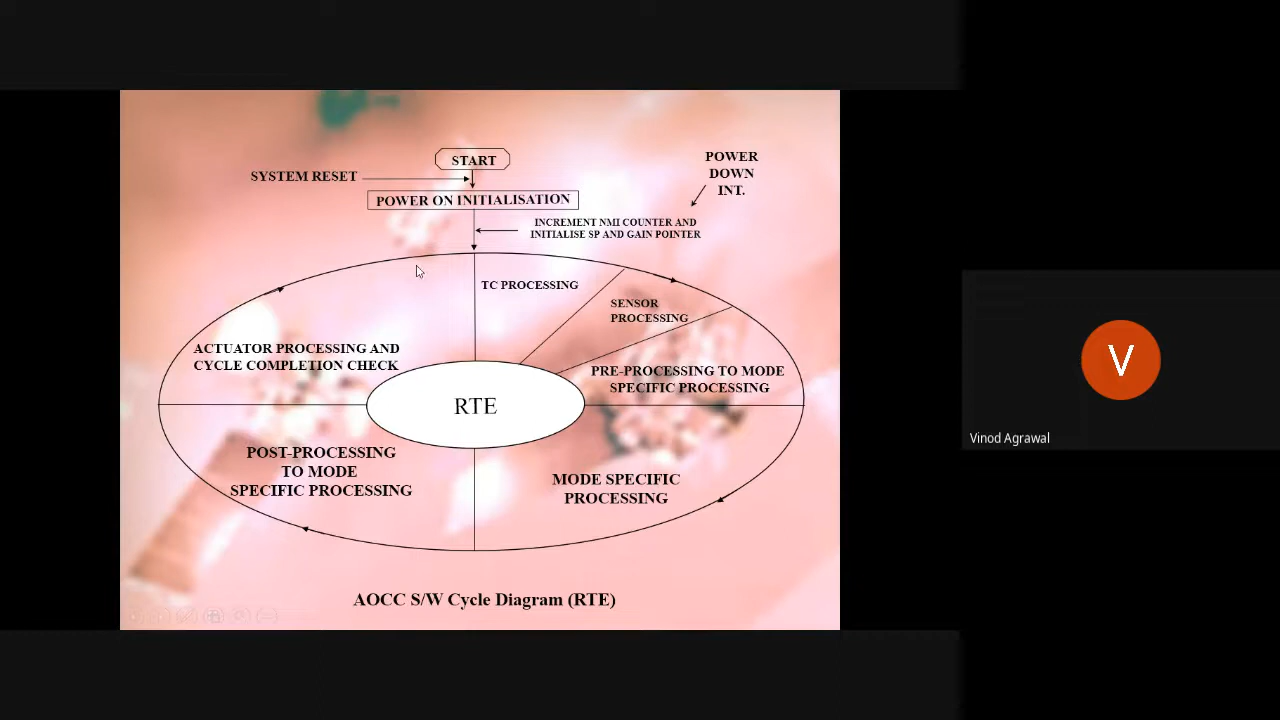 START
SYSTEM RESET
POWER ON INITIALISATION
POWER
DOWN
INT.
INCREMENT NMI COUNTER AND
INITIALISE SP AND GAIN POINTER
TC PROCESSING
SENSOR
PROCESSING
ACTUATOR PROCESSING AND
CYCLE COMPLETION CHECK
PRE-PROCESSING TO MODE
SPECIFIC PROCESSING
RTE
POST-PROCESSING
TO MODE
SPECIFIC PROCESSING
MODE SPECIFIC
PROCESSING
AOCC S/W Cycle Diagram (RTE)
V
Vinod Agrawal